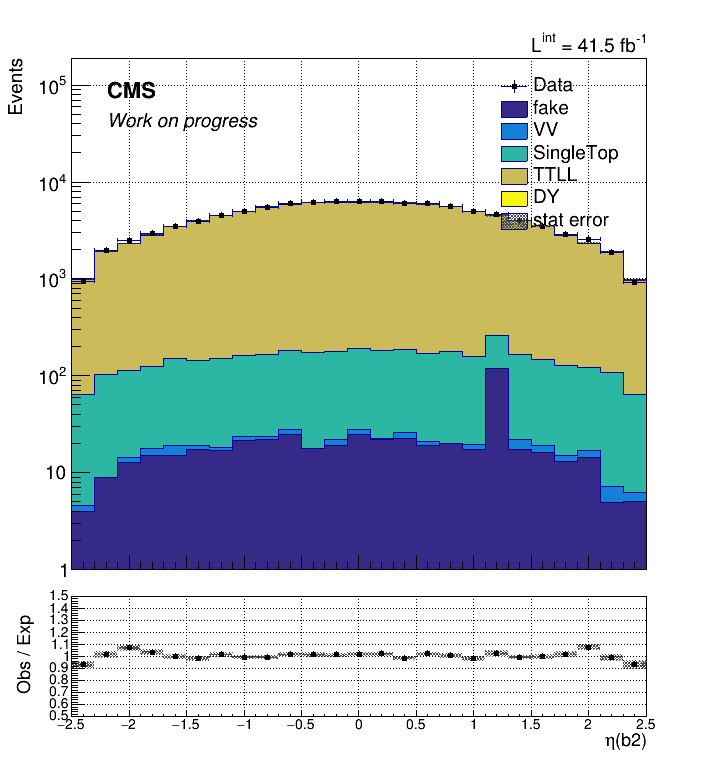 L^int = 41.5 fb^-1
Events
10^5
10^4
10^3
10^2
10
1
CMS
Work on progress
Data
fake
VV
SingleTop
TTLL
DY
stat error
Obs / Exp
1.5
1.4
1.3
1.2
1.1
1
0.9
0.8
0.7
0.6
0.5
−2.5 −2 −1.5 −1 −0.5 0 0.5 1 1.5 2 2.5
η(b2)